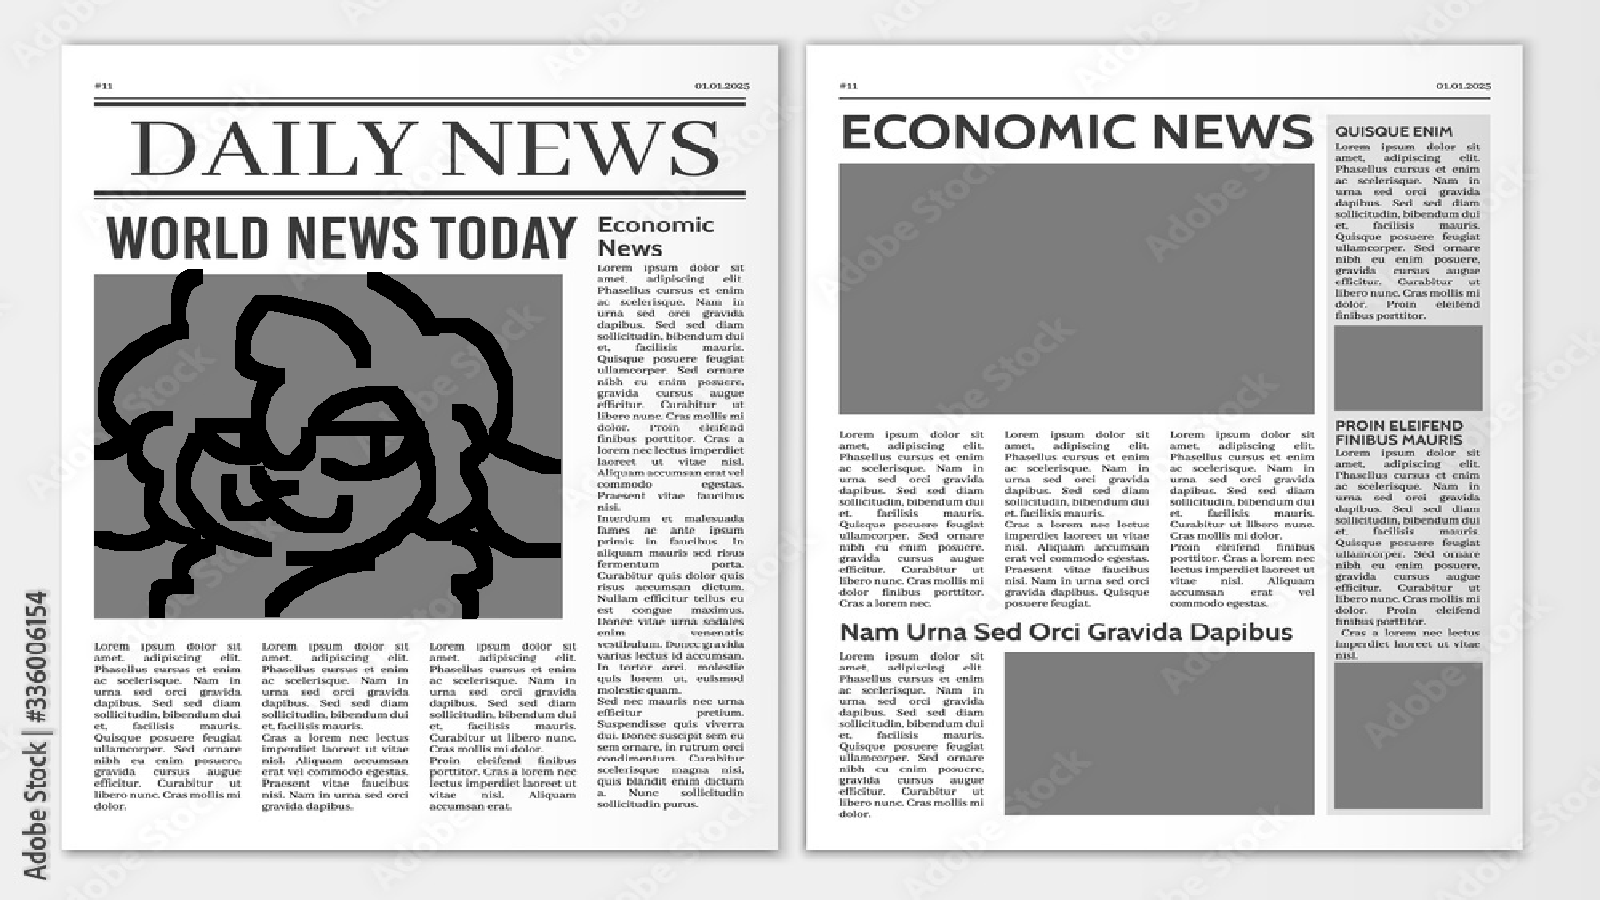 #11 01.01.2025
DAILY NEWS
WORLD NEWS TODAY
Lorem ipsum dolor sit
amet, adipiscing elit.
Phasellus cursus et enim
ac scelerisque. Nam in
urna sed orci gravida
dapibus. Sed sed diam
sollicitudin, bibendum dui
et, facilisis mauris.
Quisque posuere feugiat
ullamcorper. Sed ornare
nibh eu enim posuere,
gravida cursus augue
efficitur. Curabitur ut
libero nunc. Cras mollis mi
dolor.
Lorem ipsum dolor sit
amet, adipiscing elit.
Phasellus cursus et enim
ac scelerisque. Nam in
urna sed orci gravida
dapibus. Sed sed diam
sollicitudin, bibendum dui
et, facilisis mauris.
Cras a lorem nec lectus
imperdiet laoreet ut vitae
nisl. Aliquam accumsan
erat vel commodo egestas.
Praesent vitae faucibus
nisi. Nam in urna sed orci
gravida dapibus.
Lorem ipsum dolor sit
amet, adipiscing elit.
Phasellus cursus et enim
ac scelerisque. Nam in
urna sed orci gravida
dapibus. Sed sed diam
sollicitudin, bibendum dui
et, facilisis mauris.
Curabitur ut libero nunc.
Cras mollis mi dolor.
Proin eleifend finibus
porttitor. Cras a lorem nec
lectus imperdiet laoreet ut
vitae nisl. Aliquam
accumsan erat.
Economic
News
Lorem ipsum dolor sit
amet, adipiscing elit.
Phasellus cursus et enim
ac scelerisque. Nam in
urna sed orci gravida
dapibus. Sed sed diam
sollicitudin, bibendum dui
et, facilisis mauris.
Quisque posuere feugiat
ullamcorper. Sed ornare
nibh eu enim posuere,
gravida cursus augue
efficitur. Curabitur ut
libero nunc. Cras mollis mi
dolor. Proin eleifend
finibus porttitor. Cras a
lorem nec lectus imperdiet
laoreet ut vitae nisl.
Aliquam accumsan erat vel
commodo egestas.
Praesent vitae faucibus
nisi.
Interdum et malesuada
fames ac ante ipsum
primis in faucibus. In
aliquam mauris sed risus
fermentum porta.
Curabitur quis dolor quis
risus accumsan dictum.
Nullam efficitur tellus eu
est congue maximus.
Donec vitae urna sodales
enim venenatis
vestibulum. Donec gravida
varius lectus id accumsan.
In tortor orci, molestie
quis lorem ut, euismod
molestie quam.
Sed nec mauris nec urna
efficitur pretium.
Suspendisse quis viverra
dui. Donec suscipit sem eu
sem ornare, in rutrum orci
condimentum. Curabitur
scelerisque magna nisi,
quis blandit enim dictum
a. Nunc sollicitudin
sollicitudin purus.
#11 01.01.2025
ECONOMIC NEWS
Lorem ipsum dolor sit
amet, adipiscing elit.
Phasellus cursus et enim
ac scelerisque. Nam in
urna sed orci gravida
dapibus. Sed sed diam
sollicitudin, bibendum dui
et. facilisis mauris.
Quisque posuere feugiat
ullamcorper. Sed ornare
nibh eu enim posuere,
gravida cursus augue
efficitur. Curabitur ut
libero nunc. Cras mollis mi
dolor finibus porttitor.
Cras a lorem nec.
Lorem ipsum dolor sit
amet, adipiscing elit.
Phasellus cursus et enim
ac scelerisque. Nam in
urna sed orci gravida
dapibus. Sed sed diam
sollicitudin, bibendum dui
et. facilisis mauris.
Cras a lorem nec lectus
imperdiet laoreet ut vitae
nisl. Aliquam accumsan
erat vel commodo egestas.
Praesent vitae faucibus
nisi. Nam in urna sed orci
gravida dapibus. Quisque
posuere feugiat.
Lorem ipsum dolor sit
amet, adipiscing elit.
Phasellus cursus et enim
ac scelerisque. Nam in
urna sed orci gravida
dapibus. Sed sed diam
sollicitudin, bibendum dui
et. facilisis mauris.
Curabitur ut libero nunc.
Cras mollis mi dolor.
Proin eleifend finibus
porttitor. Cras a lorem nec
lectus imperdiet laoreet ut
vitae nisl. Aliquam
accumsan erat vel
commodo egestas.
Nam Urna Sed Orci Gravida Dapibus
Lorem ipsum dolor sit
amet, adipiscing elit.
Phasellus cursus et enim
ac scelerisque. Nam in
urna sed orci gravida
dapibus. Sed sed diam
sollicitudin, bibendum dui
et. facilisis mauris.
Quisque posuere feugiat
ullamcorper. Sed ornare
nibh eu enim posuere,
gravida cursus augue
efficitur. Curabitur ut
libero nunc. Cras mollis mi
dolor.
QUISQUE ENIM
Lorem ipsum dolor sit
amet, adipiscing elit.
Phasellus cursus et enim
ac scelerisque. Nam in
urna sed orci gravida
dapibus. Sed sed diam
sollicitudin, bibendum dui
et, facilisis mauris.
Quisque posuere feugiat
ullamcorper. Sed ornare
nibh eu enim posuere,
gravida cursus augue
efficitur. Curabitur ut
libero nunc. Cras mollis mi
dolor. Proin eleifend
finibus porttitor.
PROIN ELEIFEND
FINIBUS MAURIS
Lorem ipsum dolor sit
amet, adipiscing elit.
Phasellus cursus et enim
ac scelerisque. Nam in
urna sed orci gravida
dapibus. Sed sed diam
sollicitudin, bibendum dui
et, facilisis mauris.
Quisque posuere feugiat
ullamcorper. Sed ornare
nibh eu enim posuere,
gravida cursus augue
efficitur. Curabitur ut
libero nunc. Cras mollis mi
dolor. Proin eleifend
finibus porttitor.
Cras a lorem nec lectus
imperdiet laoreet ut vitae
nisl.
Adobe Stock | #336006154